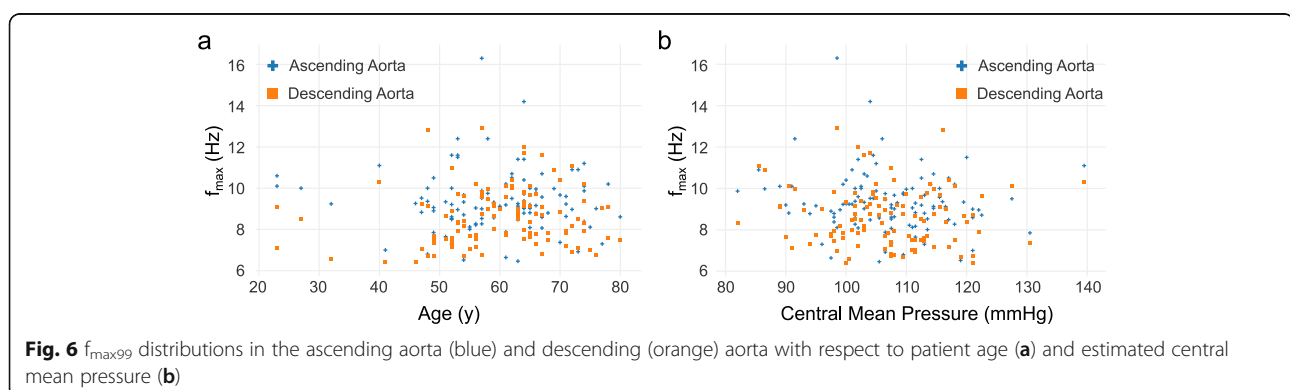 a
b
16
14
12
10
8
6
f_max (Hz)
Ascending Aorta
Descending Aorta
20 30 40 50 60 70 80
Age (y)
16
14
12
10
8
6
f_max (Hz)
Ascending Aorta
Descending Aorta
80 90 100 110 120 130 140
Central Mean Pressure (mmHg)
Fig. 6 f_max99 distributions in the ascending aorta (blue) and descending (orange) aorta with respect to patient age (a) and estimated central
mean pressure (b)